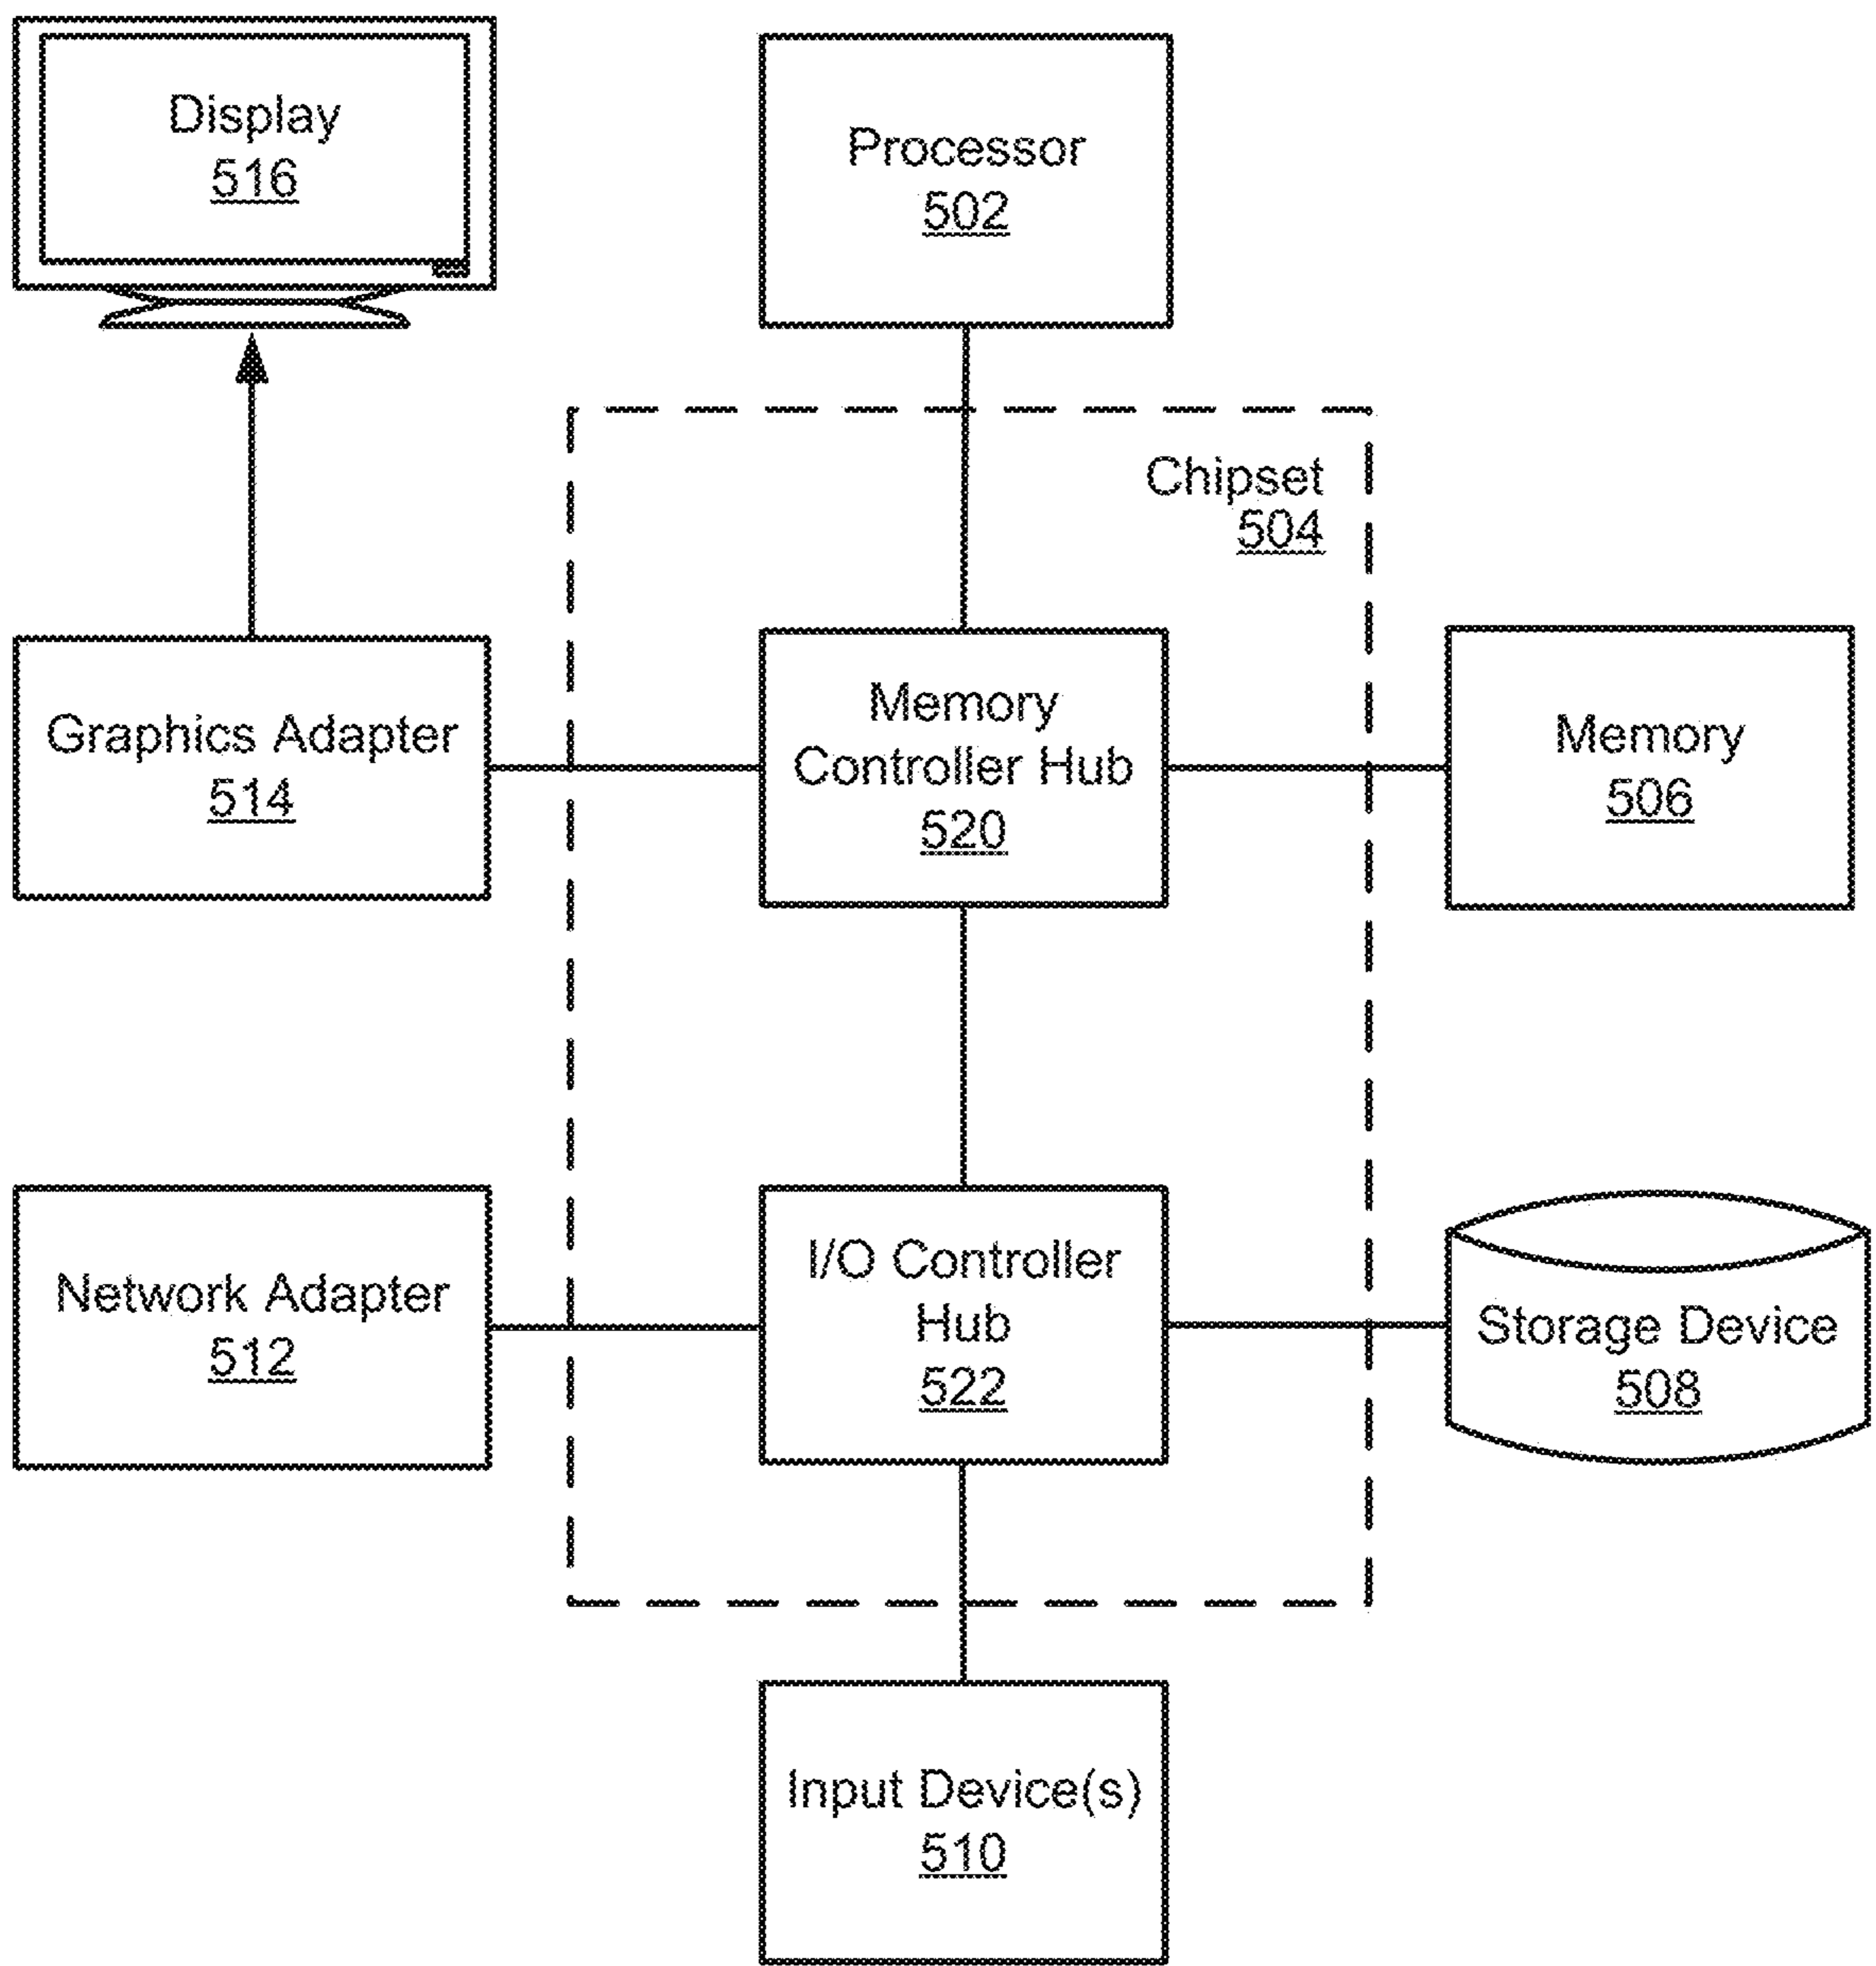 Display
516
Processor
502
Chipset
504
Graphics Adapter
514
Memory
Controller Hub
520
Memory
506
Network Adapter
512
I/O Controller
Hub
522
Storage Device
508
Input Device(s)
510